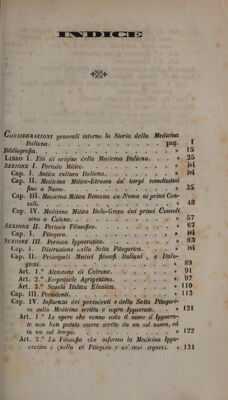 INDICE
CONSIDERAZIONI generali intorno la Storia della Medicina
Italiana. . . . . pag. 1
Bibliografia. . . . . » 15
LIBRO I. Età di origine della Medicina Italiana. . . . » 25
SEZIONE I. Periodo Mitico. . . . . ivi
Cap. I. Antica coltura Italiana. . . . . » ivi
Cap. II. Medicina Mitico-Etrusca da' tempi remotissimi
fino a Numa. . . . . » 35
Cap. III. Medicina Mitica Romana da Numa ai primi Con-
soli. . . . . » 48
Cap. IV. Medicina Mitica Italo-Greca dai primi Consoli
sino a Catone. . . . . » 57
SEZIONE II. Periodo Filosofico. . . . . » 67
Cap. I. Pitagora. . . . . » ivi
SEZIONE III. Periodo Ippocratico. . . . . » 83
Cap. I. Distruzione della Setta Pitagorica. . . . » ivi
Cap. II. Principali Medici filosofi Italiani, o Italo-
greci. . . . . » 89
Art. 1.° Alcmeone di Cotrone. . . . . » 91
Art. 2.° Empedocle Agrigentino. . . . . » 97
Art. 3.° Scuola Italica Eleatica. . . . . » 110
Cap. III. Periodeuti. . . . . » 113
Cap. IV. Influenza dei periodeuti e della Setta Pitagori-
ca sulla Medicina scritta e sopra Ippocrate. . . » 121
Art. 1.° Le opere che vanno sotto il nome d'Ippocra-
te non han potuto essere scritte da un sol uomo, ed
in un sol tempo. . . . . » 122
Art. 2.° La Filosofia che informa la Medicina Ippo-
cratica è quella di Pitagora e de' suoi seguaci. . » 131